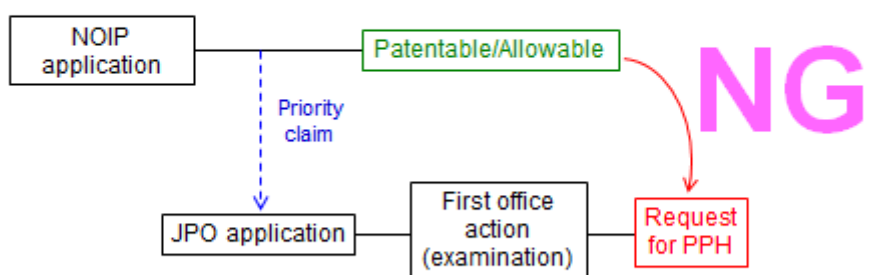 NOIP
application
Patentable/Allowable
NG
Priority
claim
JPO application
First office
action
(examination)
Request
for PPH